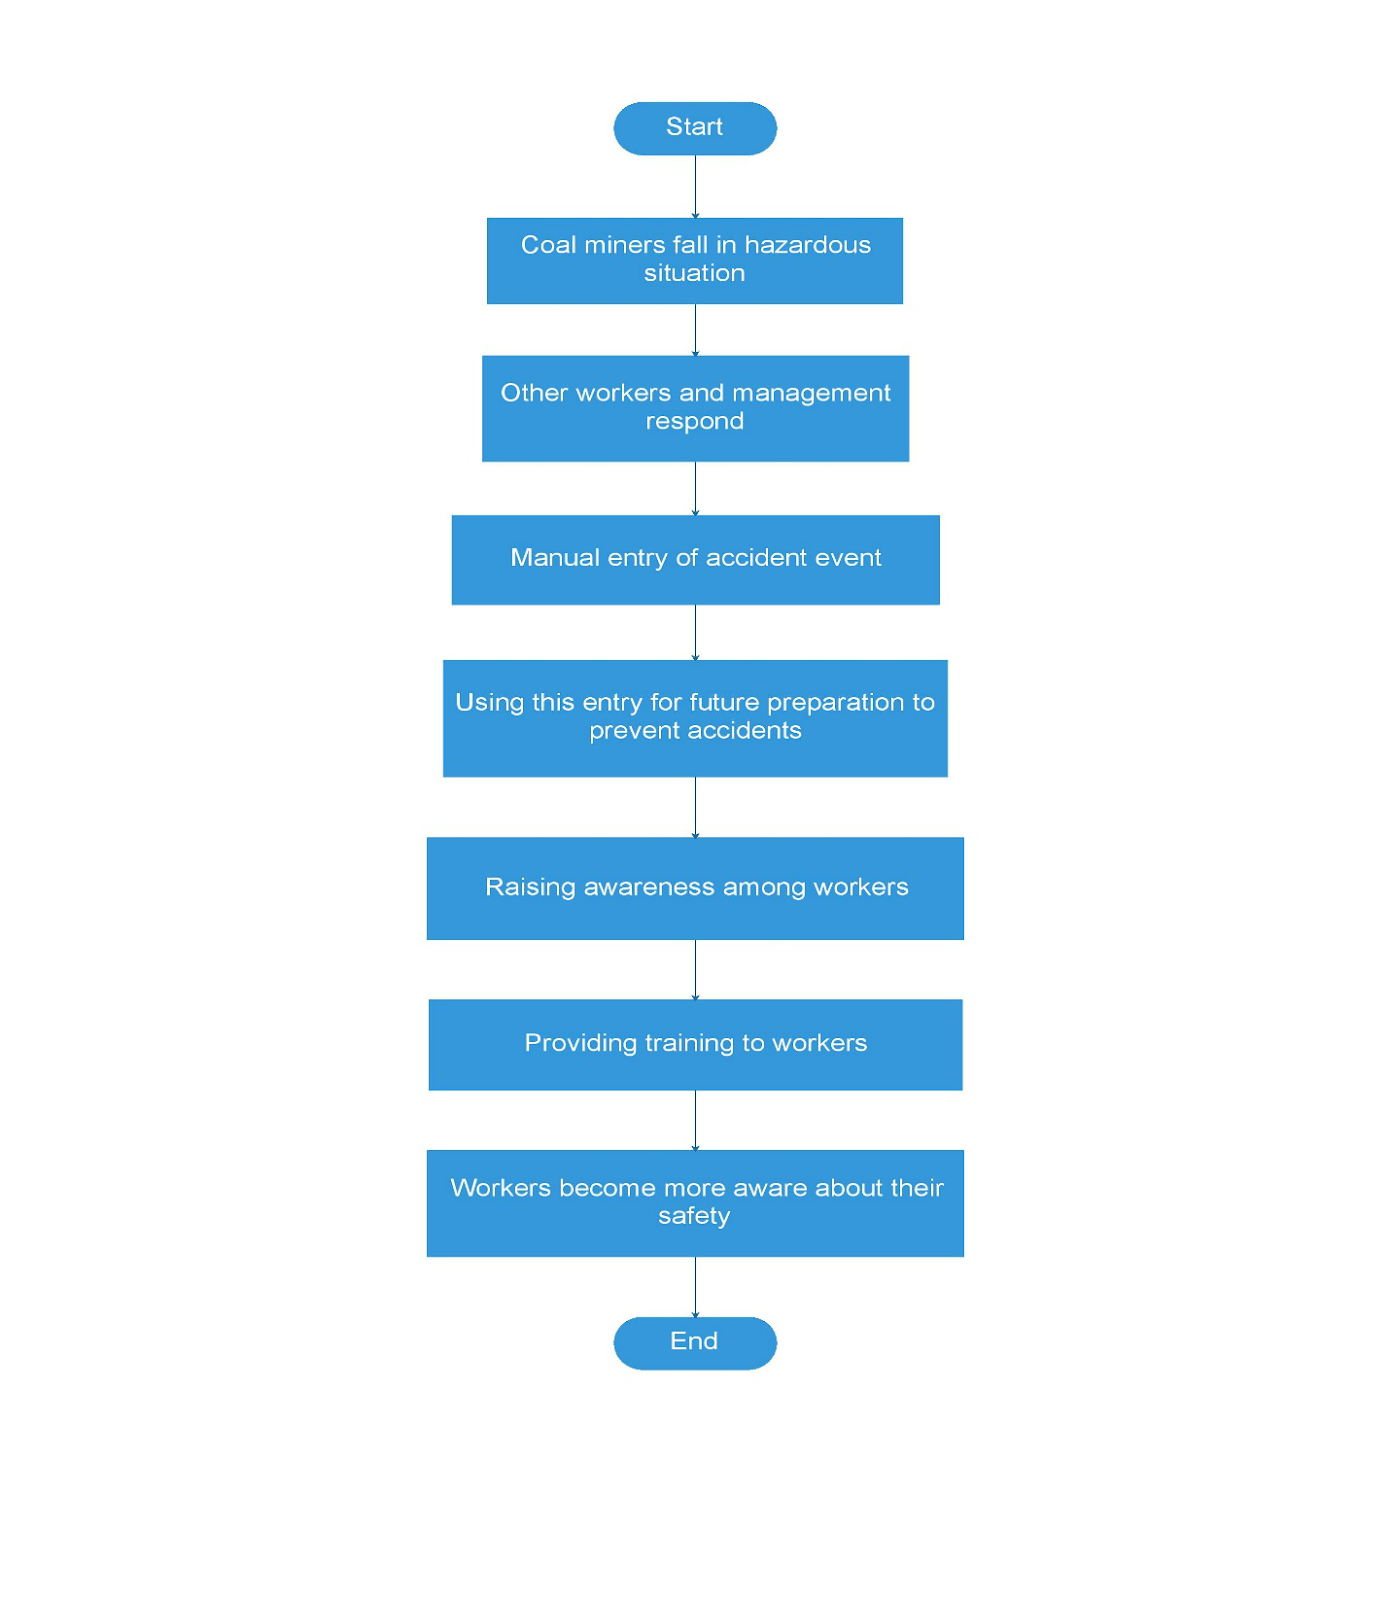 Start
Coal miners fall in hazardous
situation
Other workers and management
respond
Manual entry of accident event
Using this entry for future preparation to
prevent accidents
Raising awareness among workers
Providing training to workers
Workers become more aware about their
safety
End